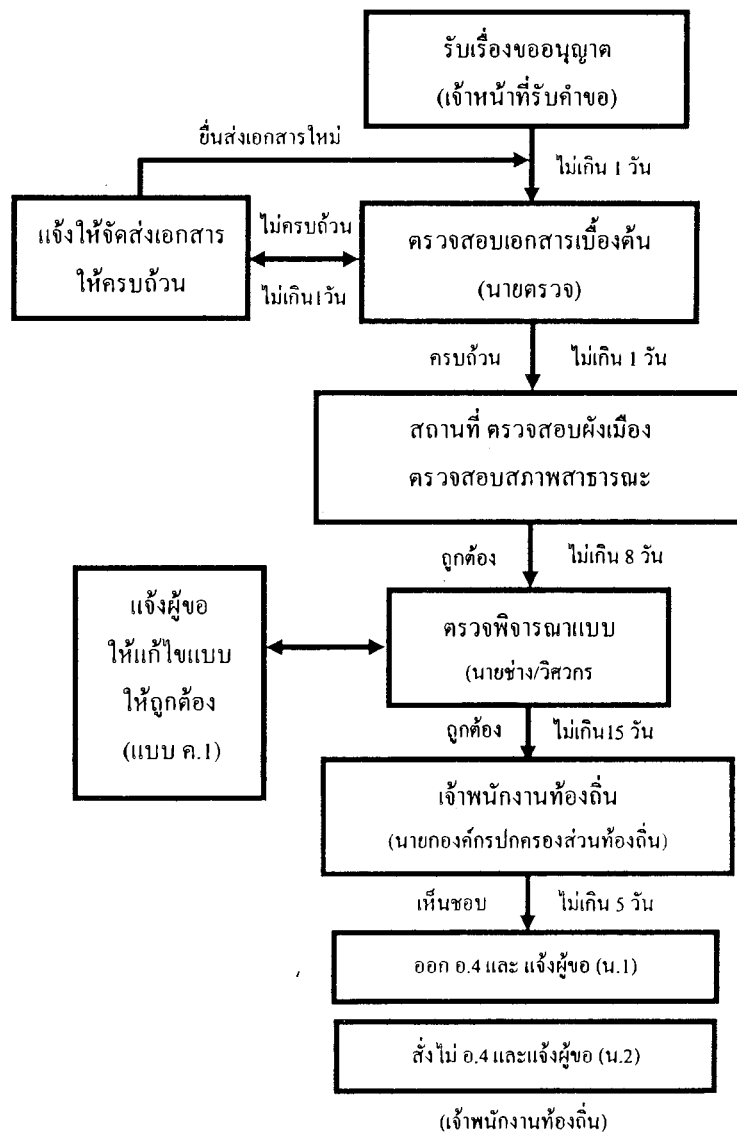 รับเรื่องขออนุญาต
(เจ้าหน้าที่รับคำขอ)
ยื่นส่งเอกสารใหม่
ไม่เกิน 1 วัน
แจ้งให้จัดส่งเอกสาร
ให้ครบถ้วน
ไม่ครบถ้วน
ไม่เกิน1วัน
ตรวจสอบเอกสารเบื้องต้น
(นายตรวจ)
ครบถ้วน
ไม่เกิน 1 วัน
สถานที่ ตรวจสอบผังเมือง
ตรวจสอบสภาพสาธารณะ
ถูกต้อง
ไม่เกิน 8 วัน
แจ้งผู้ขอ
ให้แก้ไขแบบ
ให้ถูกต้อง
(แบบ ค.1)
ตรวจพิจารณาแบบ
(นายช่าง/วิศวกร
ถูกต้อง
ไม่เกิน15 วัน
เจ้าพนักงานท้องถิ่น
(นายกองค์กรปกครองส่วนท้องถิ่น)
เห็นชอบ
ไม่เกิน 5 วัน
ออก อ.4 และ แจ้งผู้ขอ (น.1)
สั่งไม่ อ.4 และแจ้งผู้ขอ (น.2)
(เจ้าพนักงานท้องถิ่น)